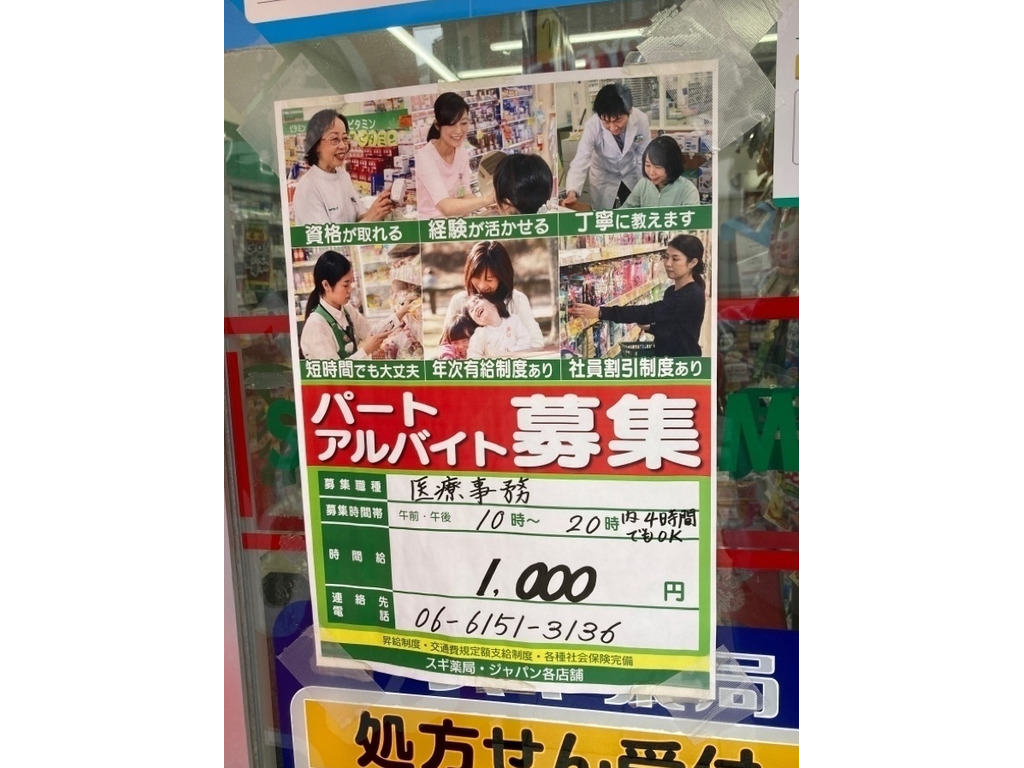 ビタミン
資格が取れる
経験が活かせる
丁寧に教えます
短時間でも大丈夫
年次有給制度あり
社員割引制度あり
パート
アルバイト
募集
募集職種 医療事務
募集時間帯 午前・午後 10時〜 20時 内4時間
でもOK
時間給 1,000円
連絡先
電話 06-6151-3136
昇給制度・交通費規定額支給制度・各種社会保険完備
スギ薬局・ジャパン各店舗
薬局
処方せん受付